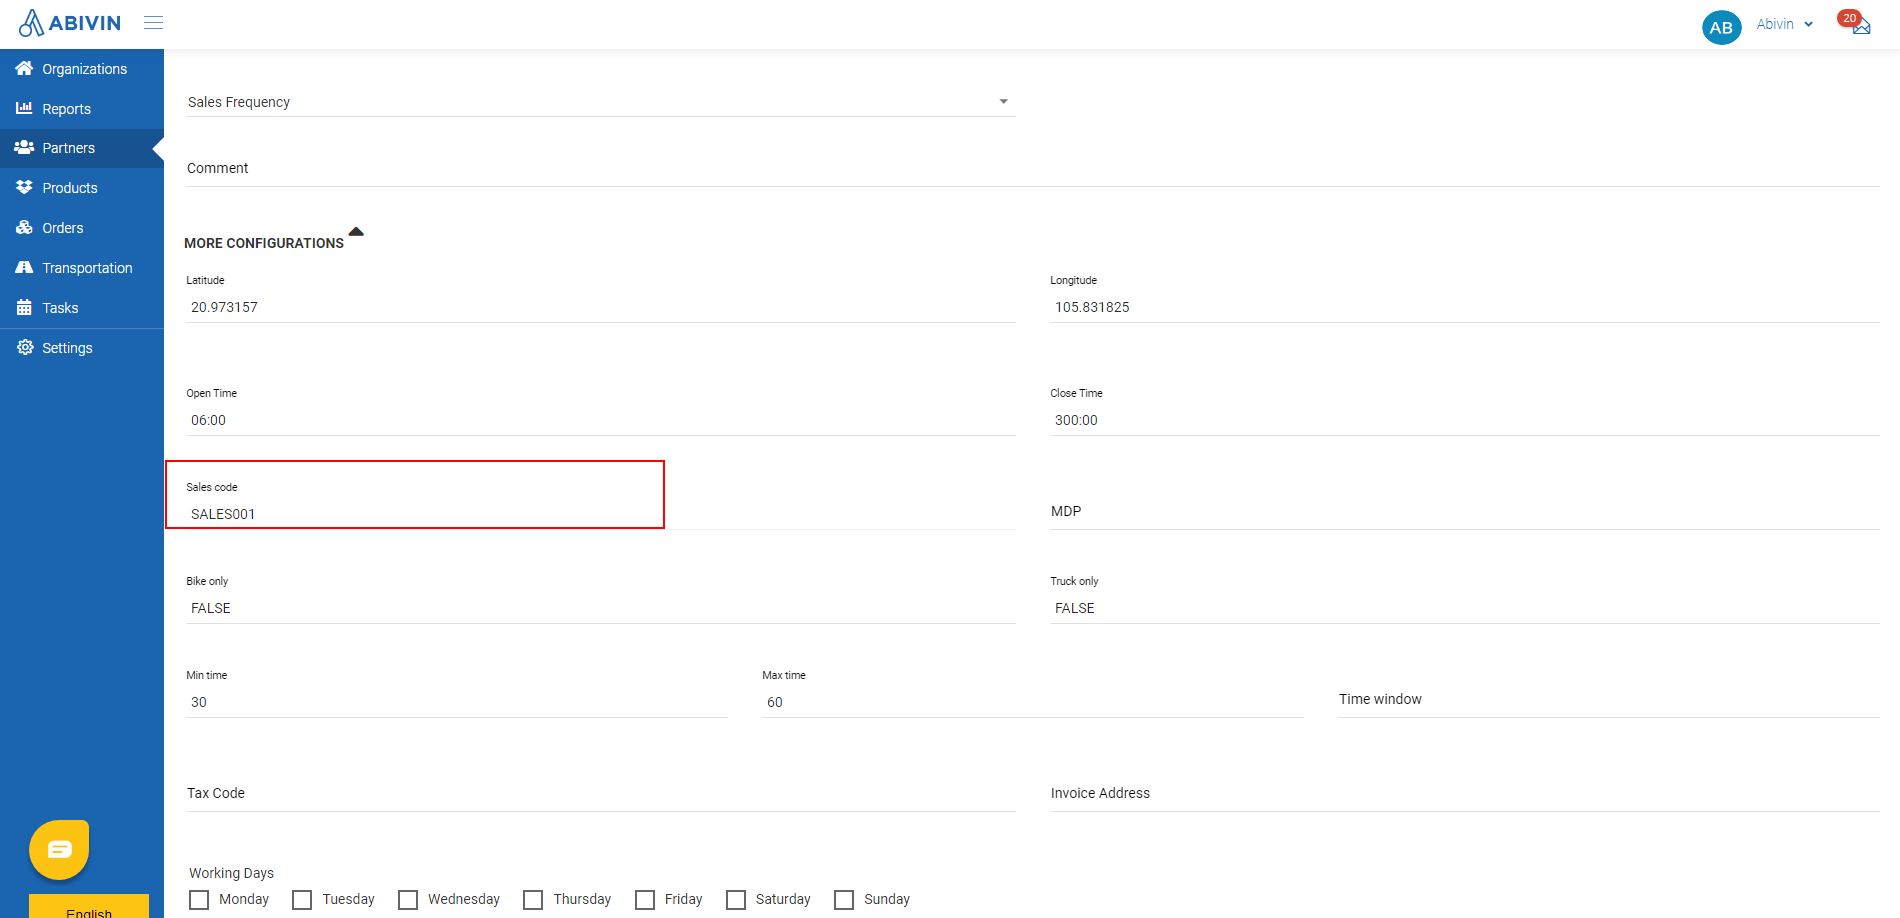 ABIVIN
AB
Abivin
20
Organizations
Reports
Partners
Products
Orders
Transportation
Tasks
Settings
English
Sales Frequency
Comment
MORE CONFIGURATIONS
Latitude
20.973157
Longitude
105.831825
Open Time
06:00
Close Time
300:00
Sales code
SALES001
MDP
Bike only
FALSE
Truck only
FALSE
Min time
30
Max time
60
Time window
Tax Code
Invoice Address
Working Days
Monday Tuesday Wednesday Thursday Friday Saturday Sunday